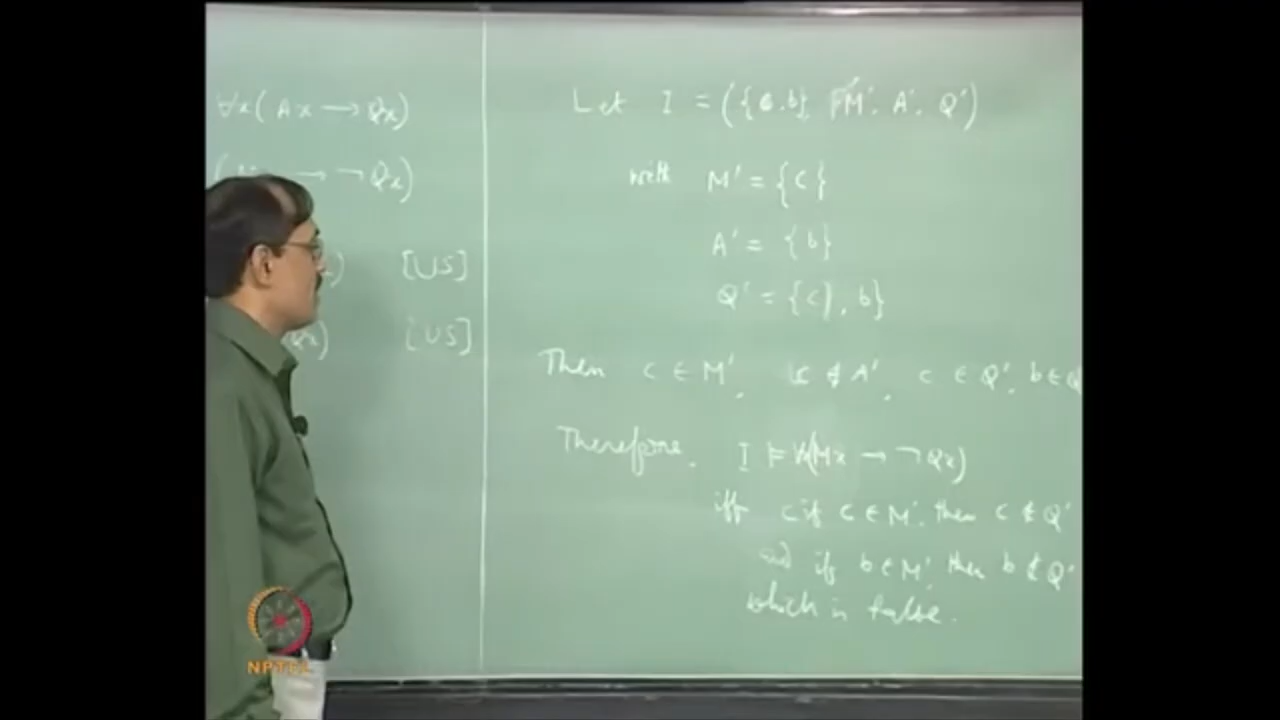 ∀x(Ax → Qx)
→ ¬Qx)
[US]
Qx) [US]
Let I = ({c, b}, M', A', Q')
with M' = {c}
A' = {b}
Q' = {c, b}
Then c ∈ M', c ∉ A', c ∈ Q', b ∈ Q
Therefore, I ⊨ ∀x(Mx → ¬Qx)
iff c if c ∈ M', then c ∉ Q'
and if b ∈ M', then b ∉ Q'
which is false.
NPTEL